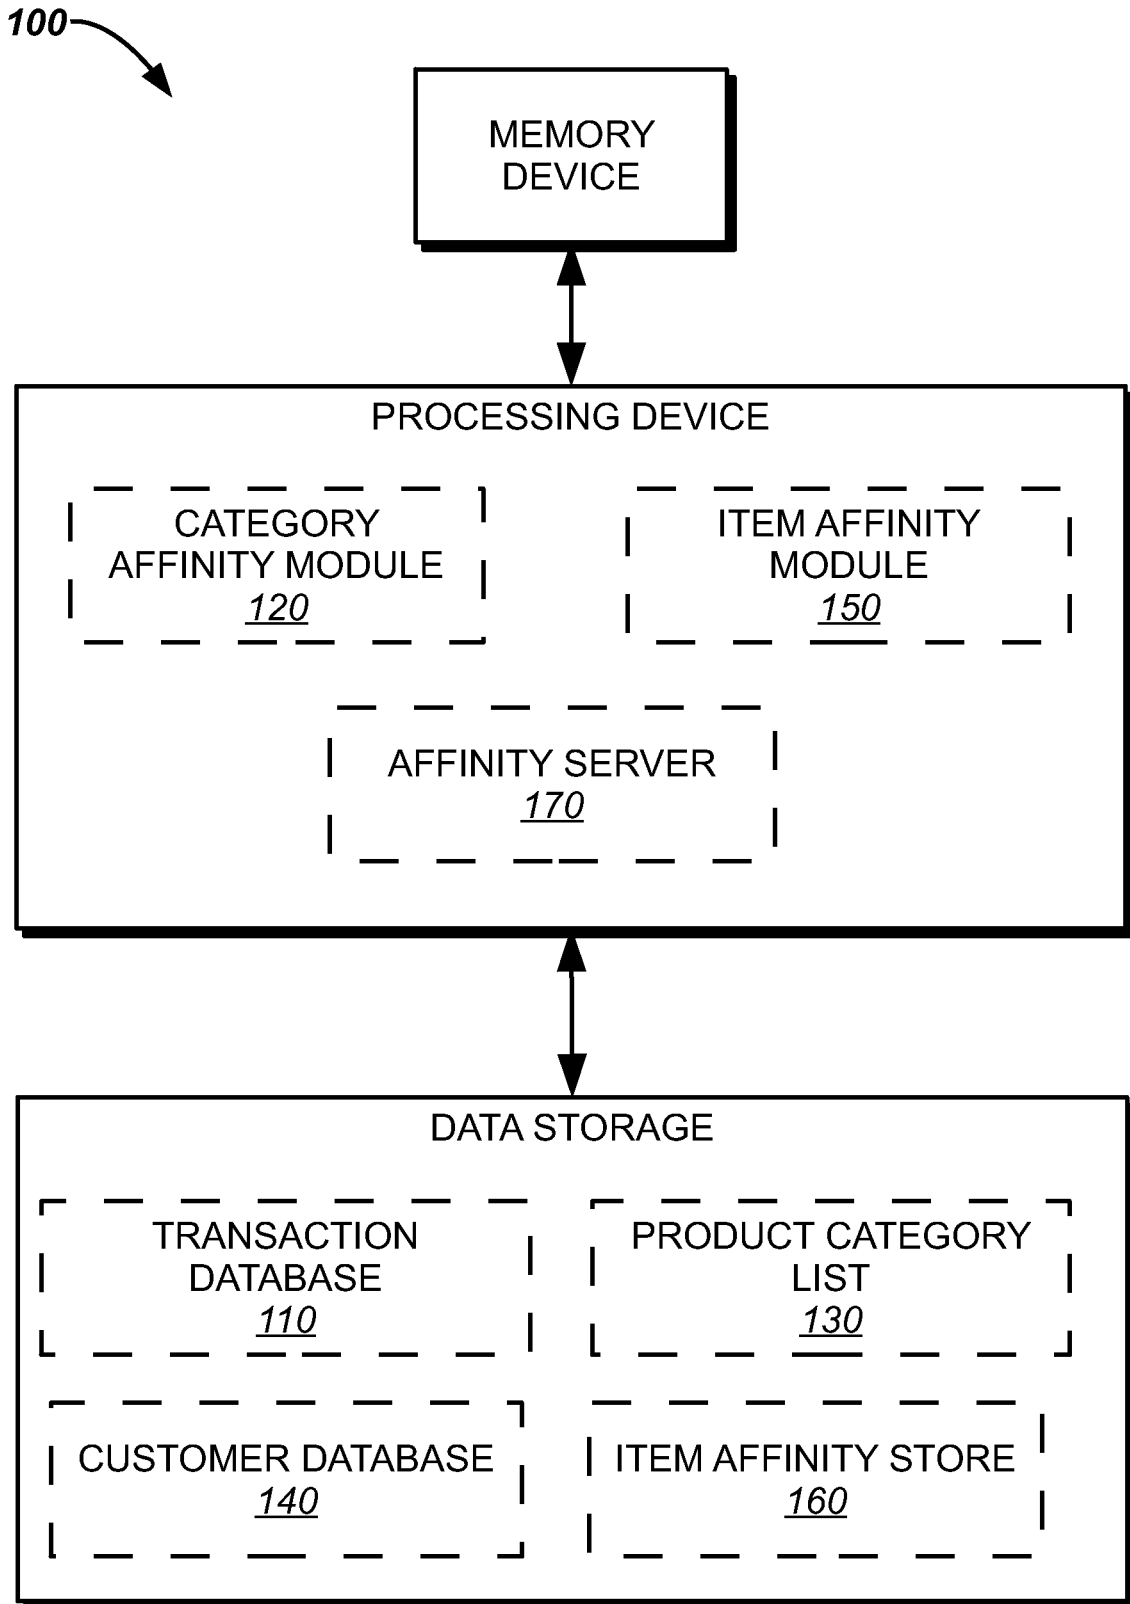 100
MEMORY
DEVICE
PROCESSING DEVICE
CATEGORY
AFFINITY MODULE
120
ITEM AFFINITY
MODULE
150
AFFINITY SERVER
170
DATA STORAGE
TRANSACTION
DATABASE
110
PRODUCT CATEGORY
LIST
130
CUSTOMER DATABASE
140
ITEM AFFINITY STORE
160